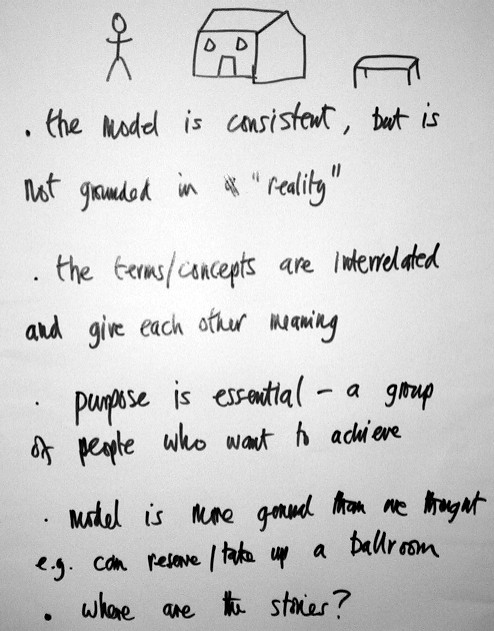 . the model is consistent, but is
not grounded in "reality"
. the terms/concepts are interrelated
and give each other meaning
. purpose is essential - a group
of people who want to achieve
. model is more general than we thought
e.g. can reserve/take up a ballroom
. where are the stories?